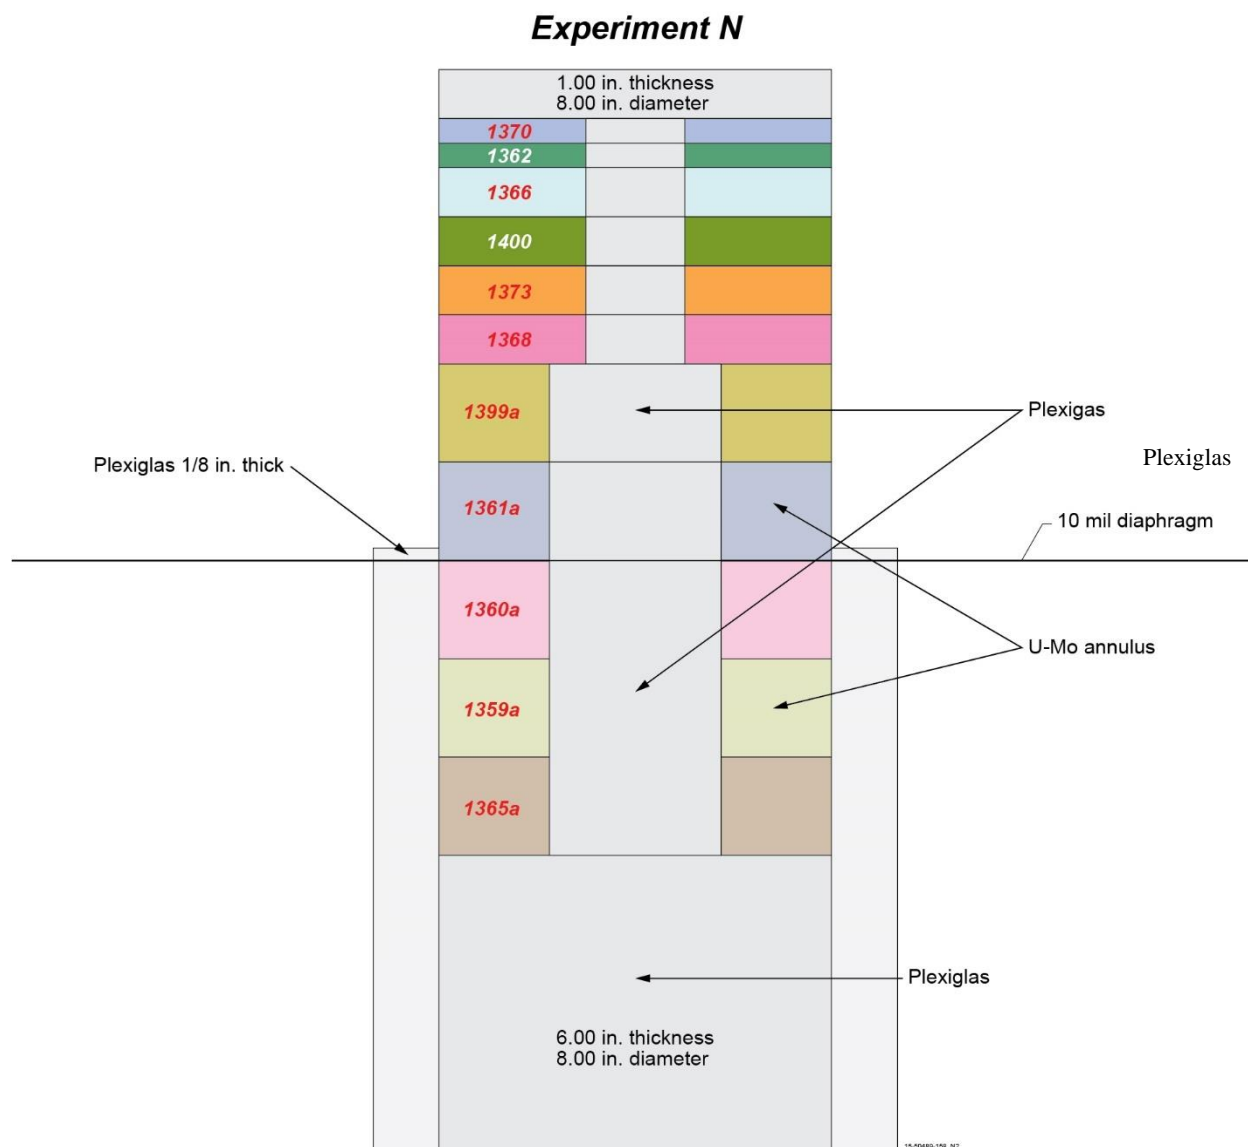 Experiment N
1.00 in. thickness
8.00 in. diameter
1370
1362
1366
1400
1373
1368
1399a
Plexigas
Plexiglas
Plexiglas 1/8 in. thick
1361a
10 mil diaphragm
1360a
U-Mo annulus
1359a
1365a
Plexiglas
6.00 in. thickness
8.00 in. diameter